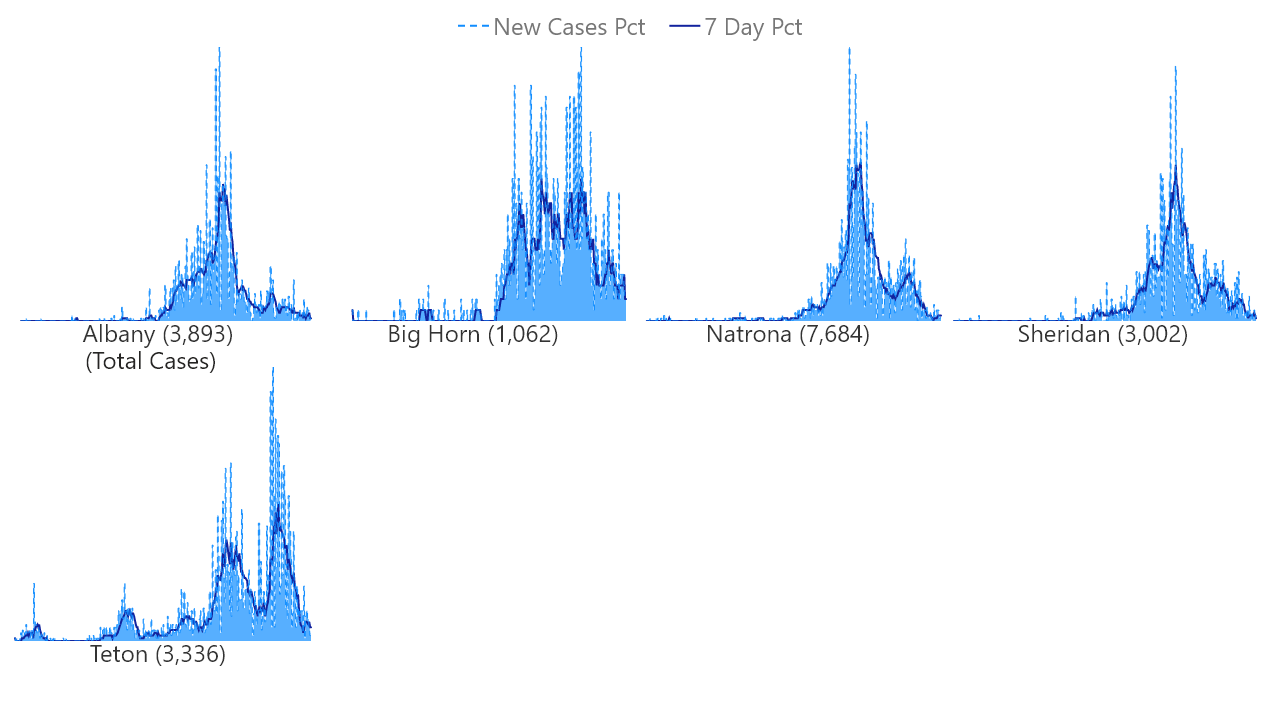 New Cases Pct 7 Day Pct
Albany (3,893) Big Horn (1,062) Natrona (7,684) Sheridan (3,002)
(Total Cases)
Teton (3,336)